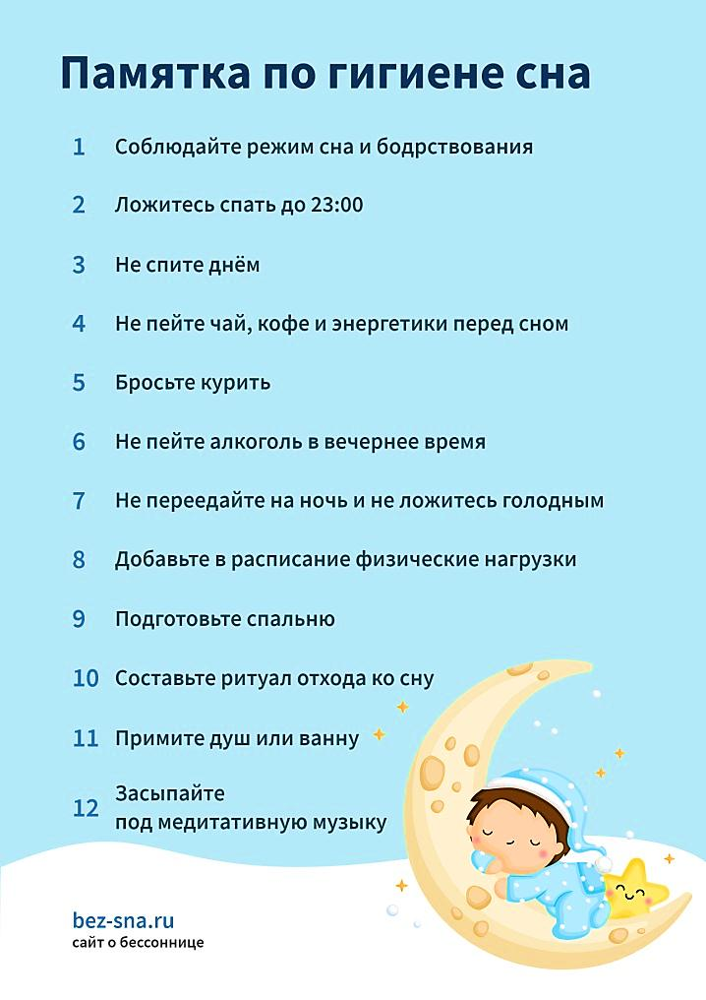 Памятка по гигиене сна
1 Соблюдайте режим сна и бодрствования
2 Ложитесь спать до 23:00
3 Не спите днём
4 Не пейте чай, кофе и энергетики перед сном
5 Бросьте курить
6 Не пейте алкоголь в вечернее время
7 Не переедайте на ночь и не ложитесь голодным
8 Добавьте в расписание физические нагрузки
9 Подготовьте спальню
10 Составьте ритуал отхода ко сну
11 Примите душ или ванну
12 Засыпайте
под медитативную музыку
bez-sna.ru
сайт о бессоннице